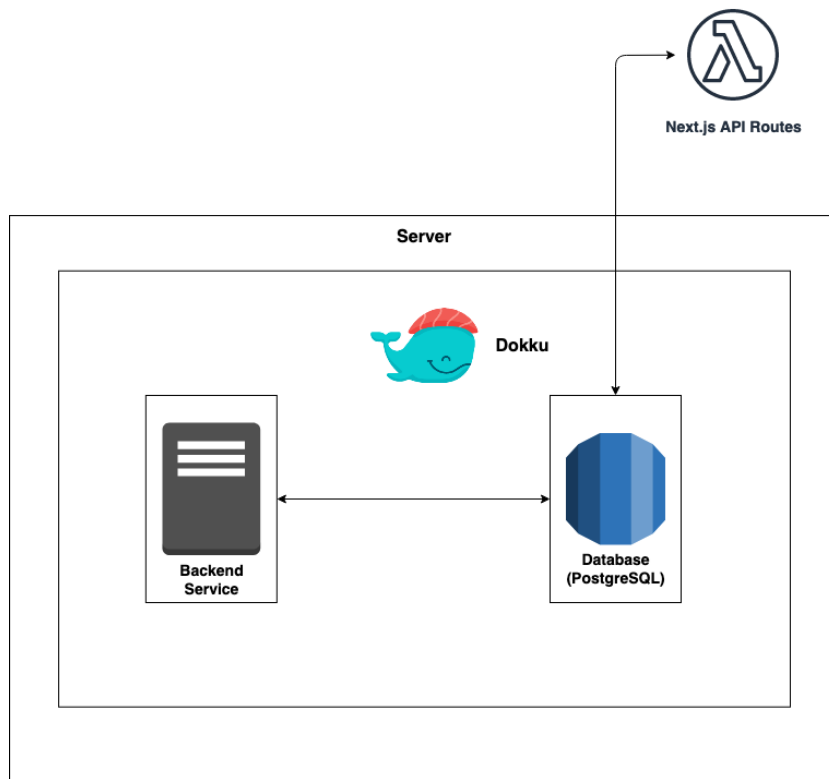 Next.js API Routes
Server
Dokku
Backend
Service
Database
(PostgreSQL)